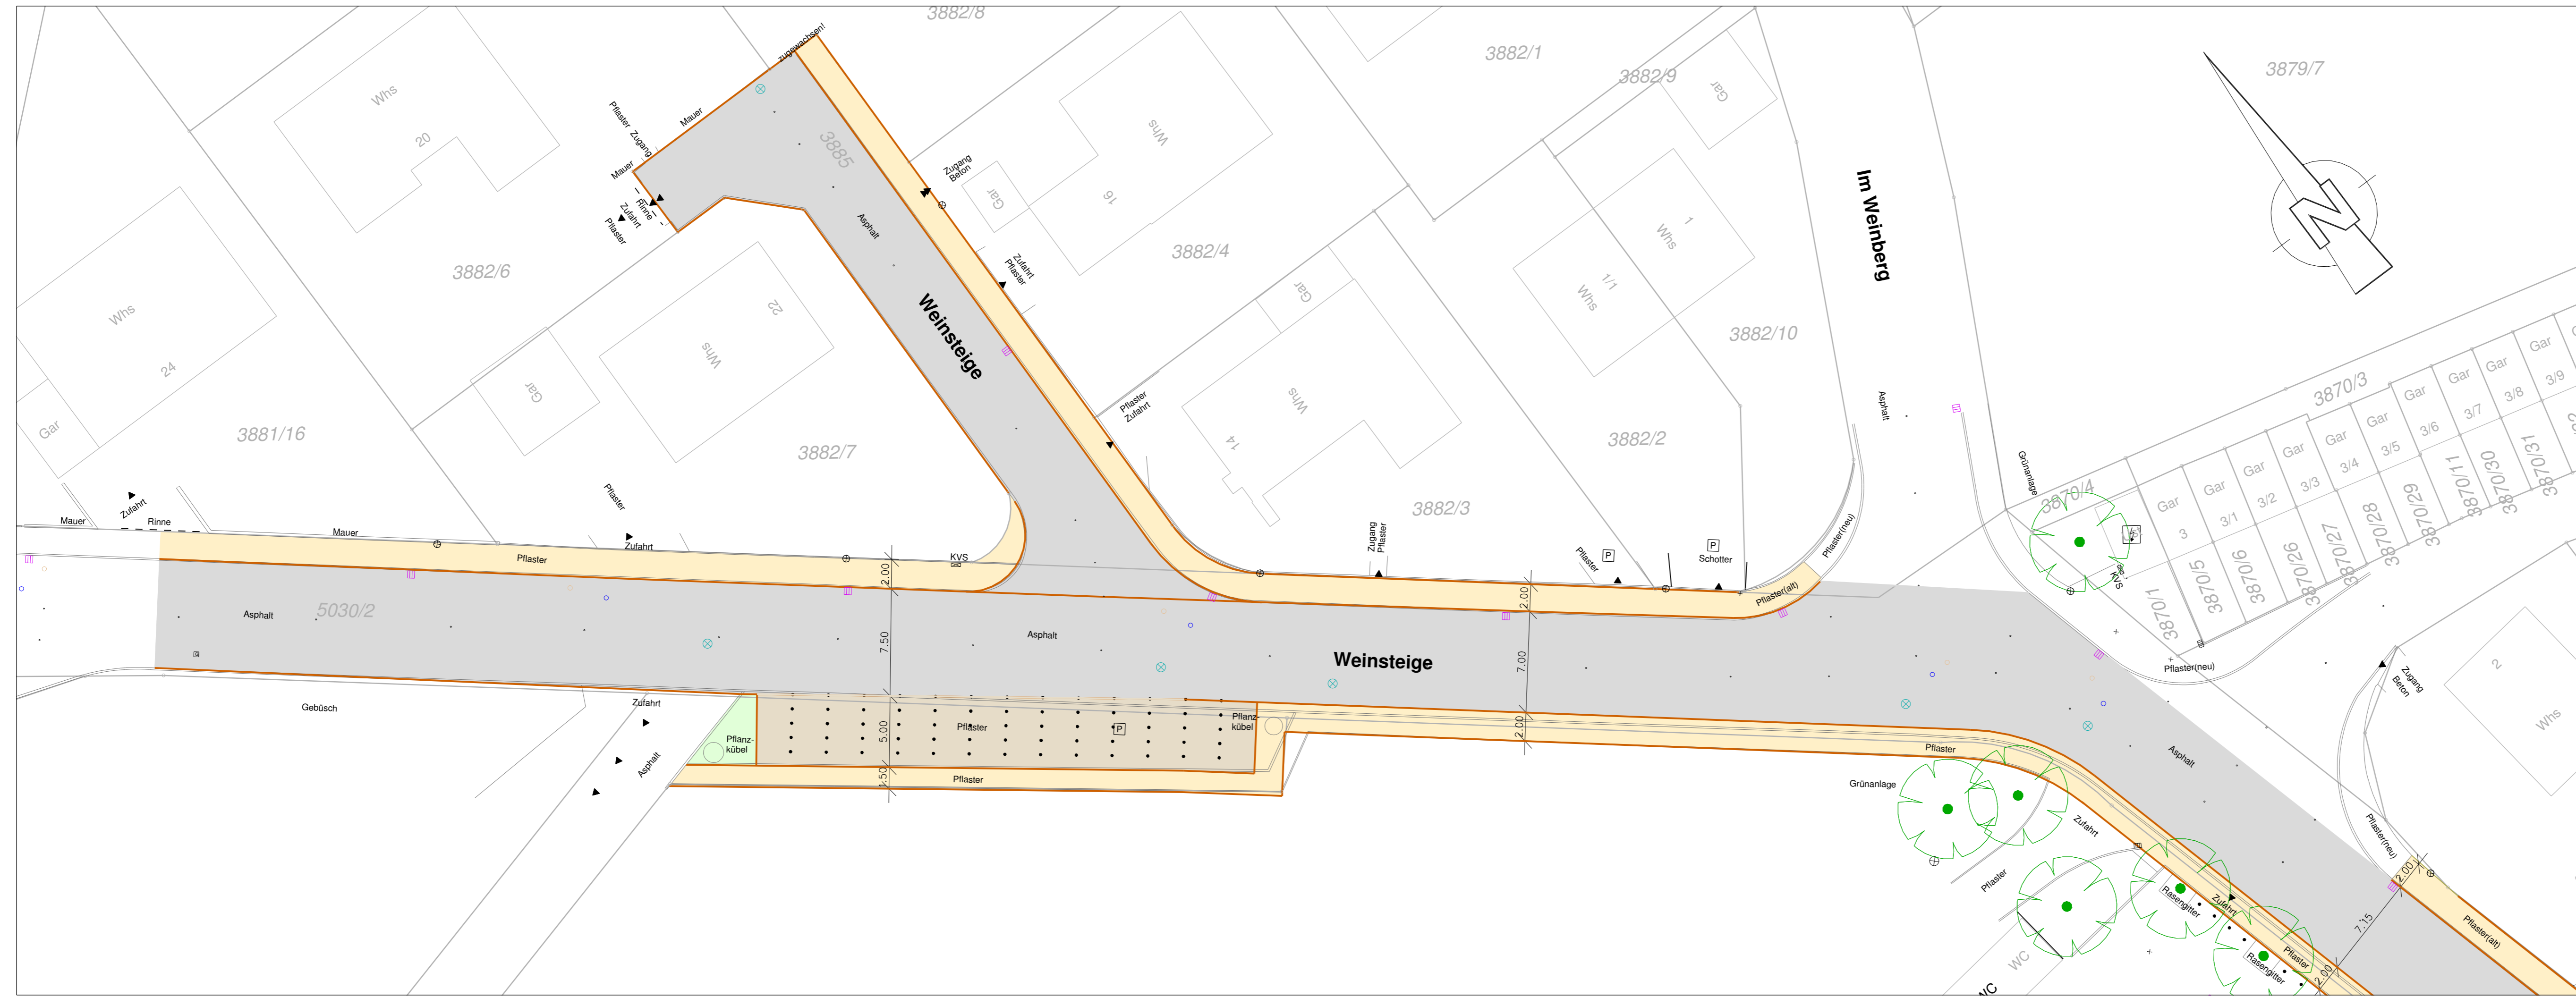 3882/8
zugewachsen!
3882/1
3882/9
Gar
3879/7
Whs
20
Mauer
Pflaster
Zugang
Mauer
Rinne
Zufahrt
Pflaster
3885
Asphalt
Zugang
Beton
Gar
Whs
16
3882/4
Zufahrt
Pflaster
Whs
1
Whs
1/1
3882/10
Im Weinberg
N
3882/6
Whs
24
Gar
3881/16
Gar
Whs
22
3882/7
Weinsteige
Pflaster
Zufahrt
Gar
Whs
14
3882/3
3882/2
Asphalt
Grünanlage
3870/4
3870/3
Gar
3
Gar
3/1
Gar
3/2
Gar
3/3
Gar
3/4
Gar
3/5
Gar
3/6
Gar
3/7
Gar
3/8
Gar
3/9
3870/1
3870/5
3870/6
3870/26
3870/27
3870/28
3870/29
3870/11
3870/30
3870/31
KVS
Mauer
Zufahrt
Rinne
Mauer
Pflaster
Pflaster
Zufahrt
KVS
2.00
Zugang
Pflaster
Pflaster
P
P
Schotter
Pflaster(alt)
Pflaster(neu)
2.00
5030/2
Asphalt
7.50
Asphalt
Weinsteige
7.00
Pflaster(neu)
Zugang
Beton
2
Whs
Gebüsch
Zufahrt
Asphalt
Pflanz-
kübel
5.00
Pflaster
P
Pflanz-
kübel
1.50
Pflaster
2.00
Pflaster
Asphalt
Grünanlage
Zufahrt
Pflaster
Pflaster(neu)
2.00
Rasengitter
Zufahrt
7.15
Pflaster(alt)
Rasengitter
Pflaster
2.00
WC
WC